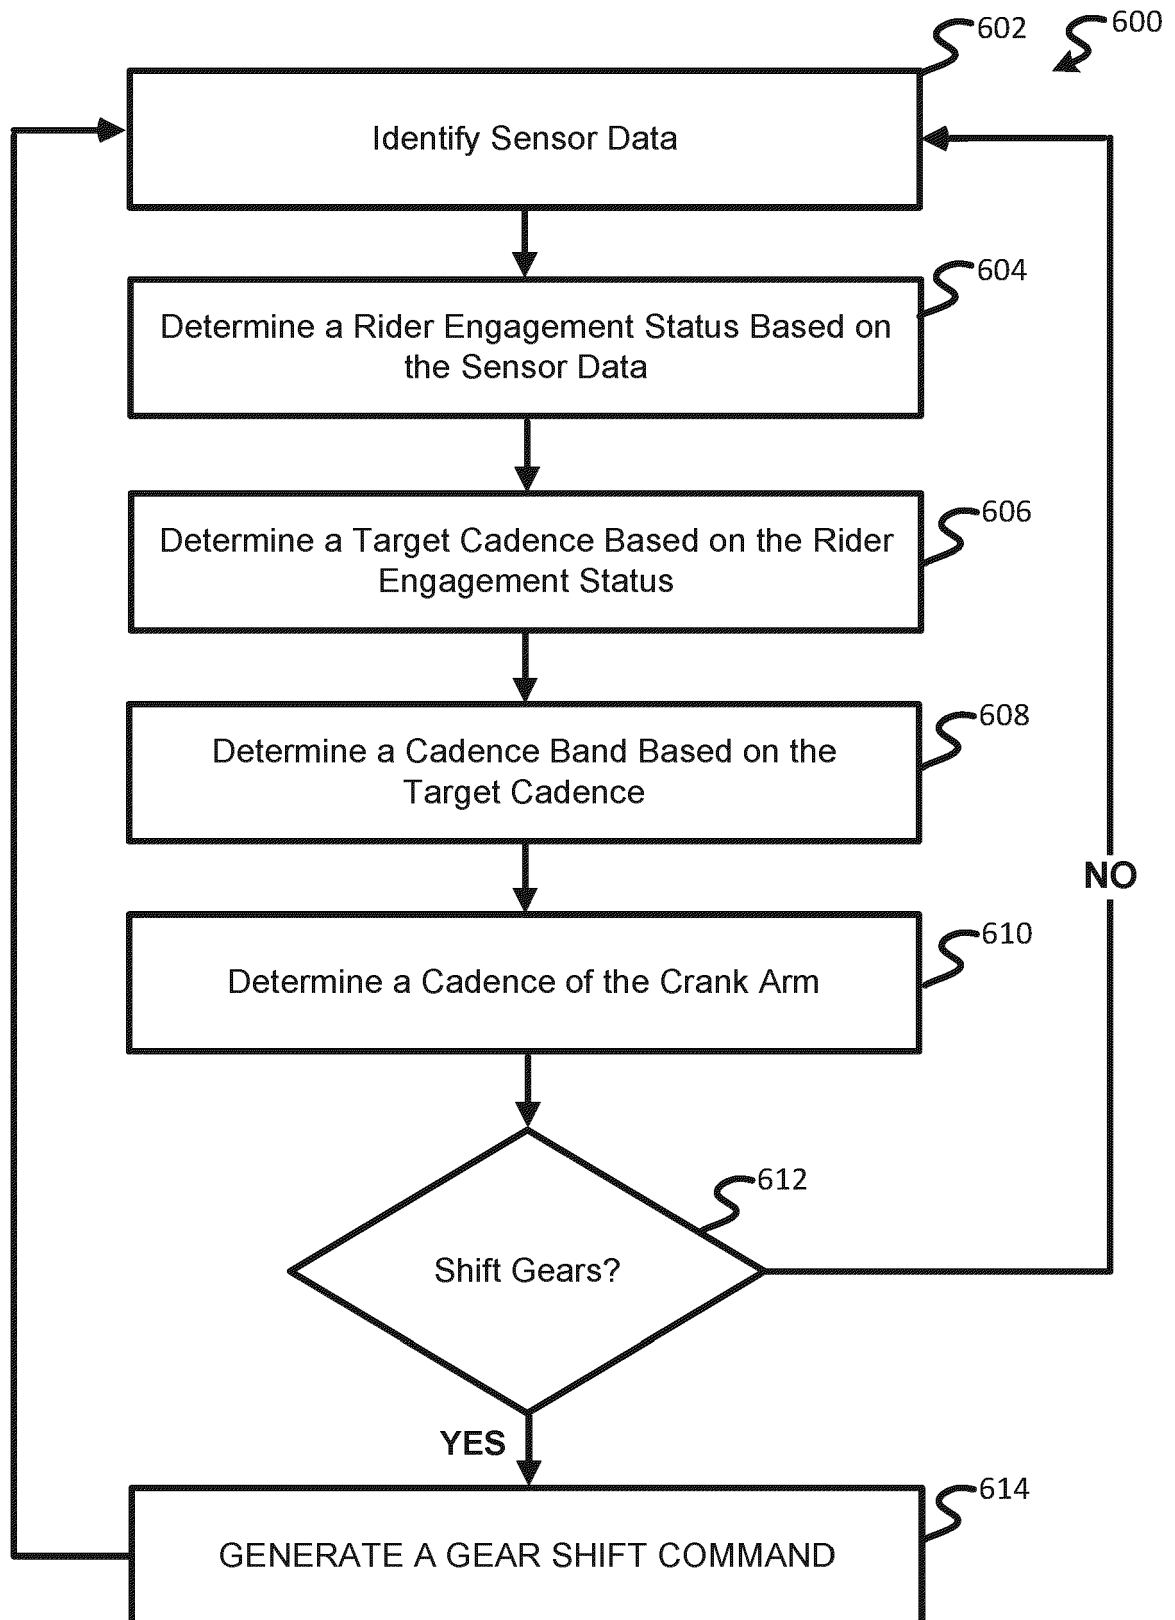 602
600
Identify Sensor Data
604
Determine a Rider Engagement Status Based on
the Sensor Data
606
Determine a Target Cadence Based on the Rider
Engagement Status
608
Determine a Cadence Band Based on the
Target Cadence
NO
610
Determine a Cadence of the Crank Arm
612
Shift Gears?
YES
614
GENERATE A GEAR SHIFT COMMAND